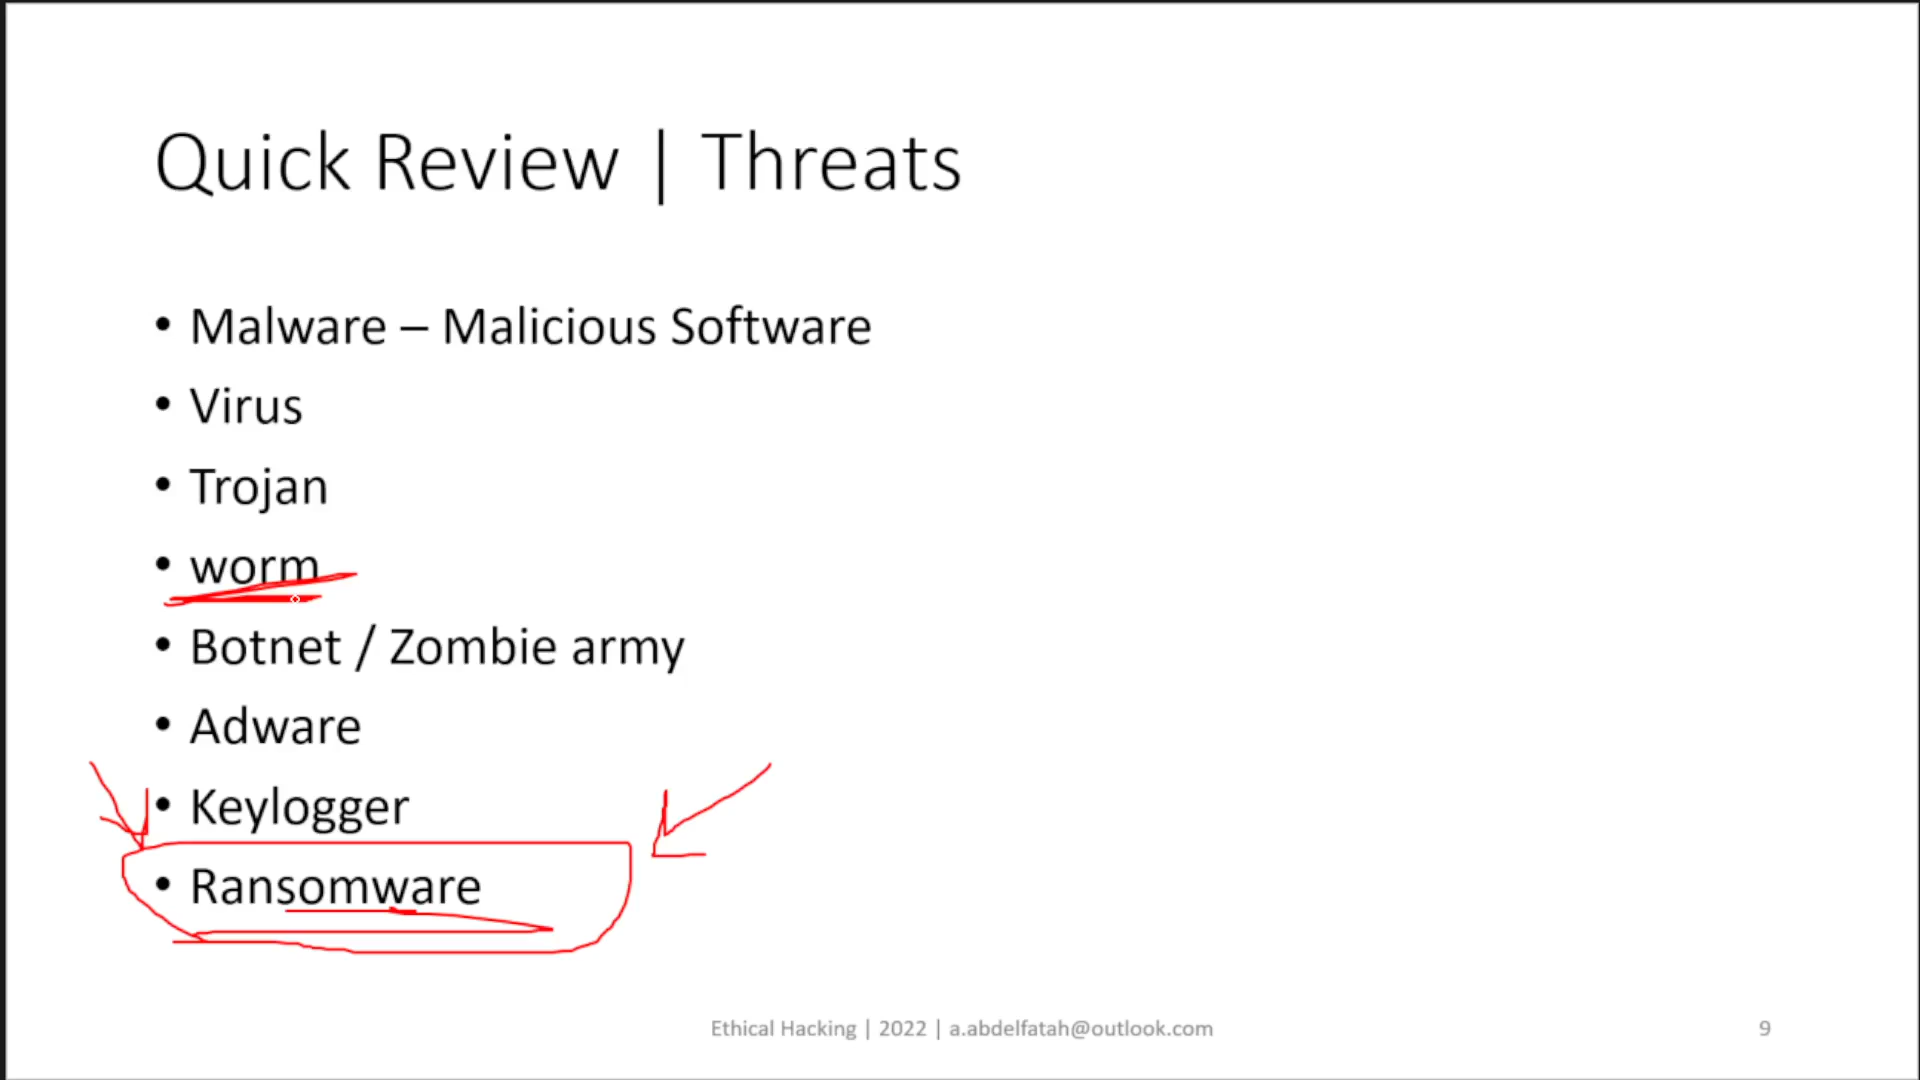 Quick Review | Threats
• Malware – Malicious Software
• Virus
• Trojan
• worm
• Botnet / Zombie army
• Adware
• Keylogger
• Ransomware
Ethical Hacking | 2022 | a.abdelfatah@outlook.com
9